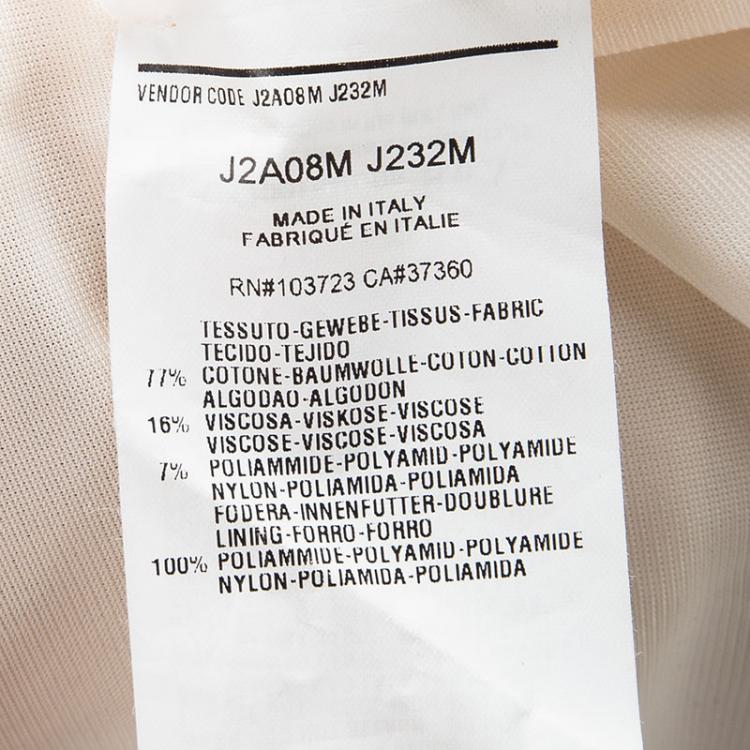 VENDOR CODE J2A08M J232M
J2A08M J232M
MADE IN ITALY
FABRIQUÉ EN ITALIE
RN#103723 CA#37360
TESSUTO-GEWEBE-TISSUS-FABRIC
TECIDO-TEJIDO
77% COTONE-BAUMWOLLE-COTON-COTTON
ALGODAO-ALGODON
16% VISCOSA-VISKOSE-VISCOSE
VISCOSE-VISCOSE-VISCOSA
7% POLIAMMIDE-POLYAMID-POLYAMIDE
NYLON-POLIAMIDA-POLIAMIDA
FODERA-INNENFUTTER-DOUBLURE
LINING-FORRO-FORRO
100% POLIAMMIDE-POLYAMID-POLYAMIDE
NYLON-POLIAMIDA-POLIAMIDA